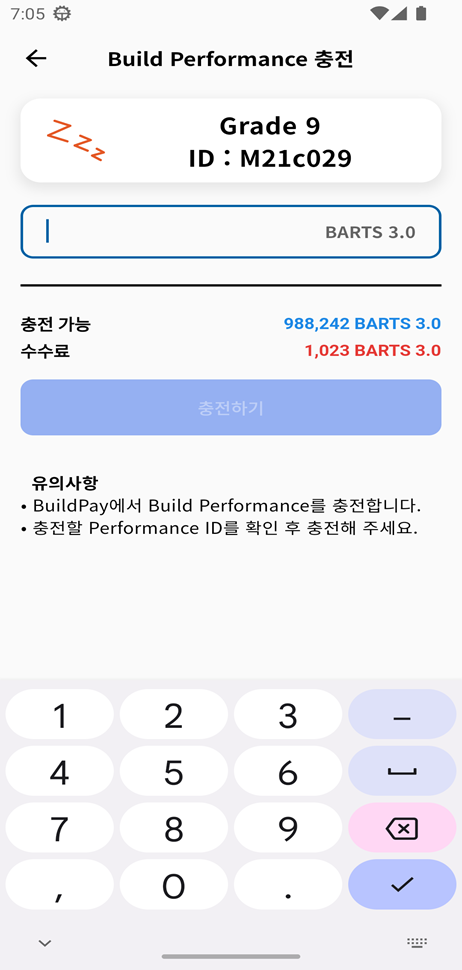 7:05
Build Performance 충전
Grade 9
ID : M21c029
BARTS 3.0
충전 가능 988,242 BARTS 3.0
수수료 1,023 BARTS 3.0
충전하기
유의사항
• BuildPay에서 Build Performance를 충전합니다.
• 충전할 Performance ID를 확인 후 충전해 주세요.
1 2 3 –
4 5 6
7 8 9
, 0 .